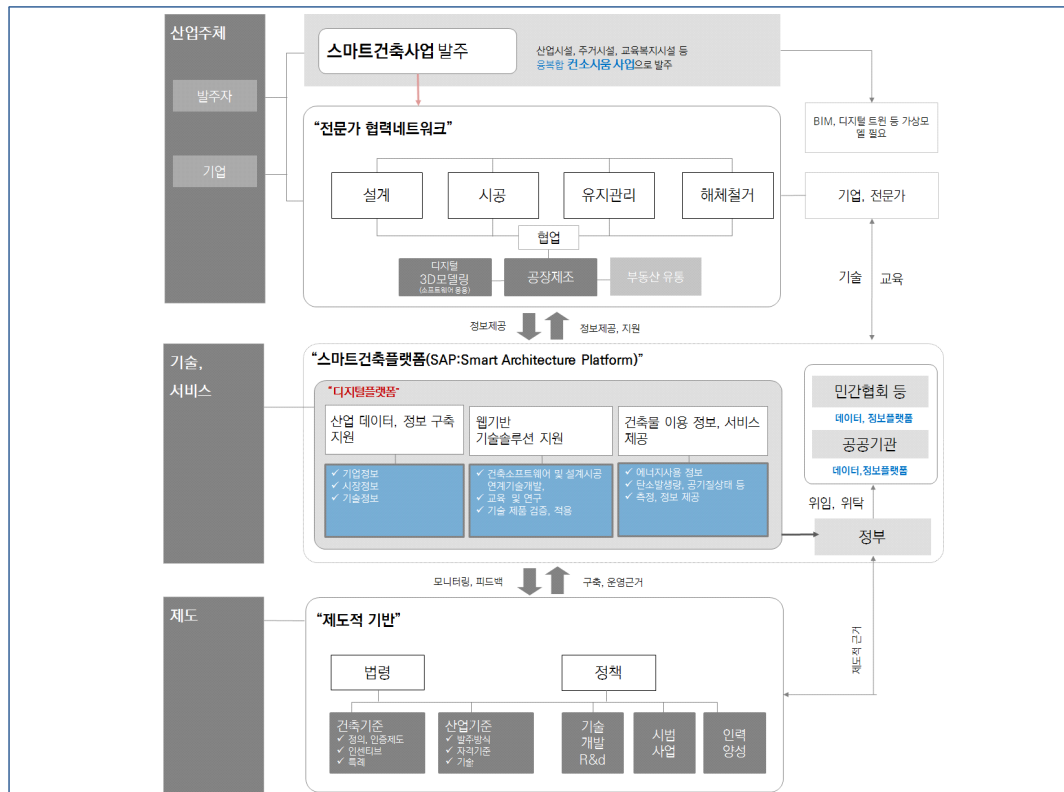 산업주체
발주자
기업
스마트건축사업 발주
산업시설, 주거시설, 교육복지시설 등
융복합 컨소시움 사업으로 발주
BIM, 디지털 트윈 등 가상모
델 필요
“전문가 협력네트워크”
설계
시공
유지관리
해체철거
기업, 전문가
협업
디지털
3D모델링
(소프트웨어 응용)
공장제조
부동산 유통
기술
교육
정보제공
정보제공, 지원
기술,
서비스
“스마트건축플랫폼(SAP:Smart Architecture Platform)”
“디지털플랫폼”
산업 데이터, 정보 구축
지원
✓ 기업정보
✓ 시장정보
✓ 기술정보
웹기반
기술솔루션 지원
✓ 건축소프트웨어 및 설계시공
연계기술개발,
✓ 교육 및 연구
✓ 기술 제품 검증, 적용
건축물 이용 정보, 서비스
제공
✓ 에너지사용 정보
✓ 탄소발생량, 공기질상태 등
✓ 측정, 정보 제공
민간협회 등
데이터, 정보플랫폼
공공기관
데이터,정보플랫폼
위임, 위탁
정부
모니터링, 피드백
구축, 운영근거
제도적 근거
제도
“제도적 기반”
법령
정책
건축기준
✓ 정의, 인증제도
✓ 인센티브
✓ 특례
산업기준
✓ 발주방식
✓ 자격기준
✓ 기술
기술
개발
R&d
시범
사업
인력
양성